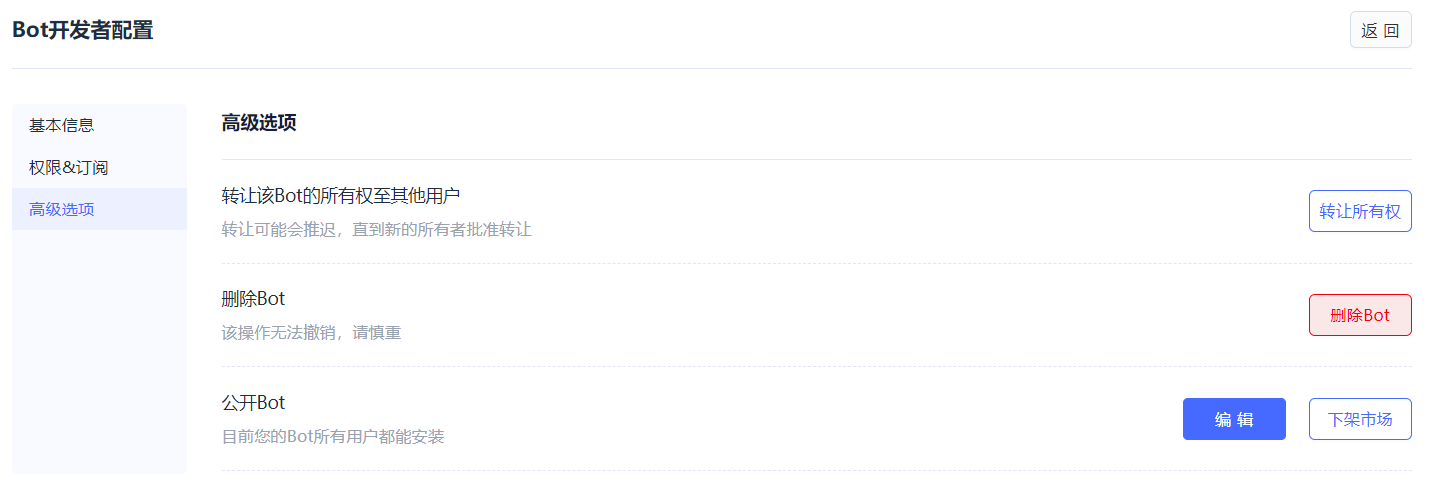 Bot开发者配置
返 回
基本信息
权限&订阅
高级选项
高级选项
转让该Bot的所有权至其他用户
转让可能会推迟，直到新的所有者批准转让
转让所有权
删除Bot
该操作无法撤销，请慎重
删除Bot
公开Bot
目前您的Bot所有用户都能安装
编 辑
下架市场